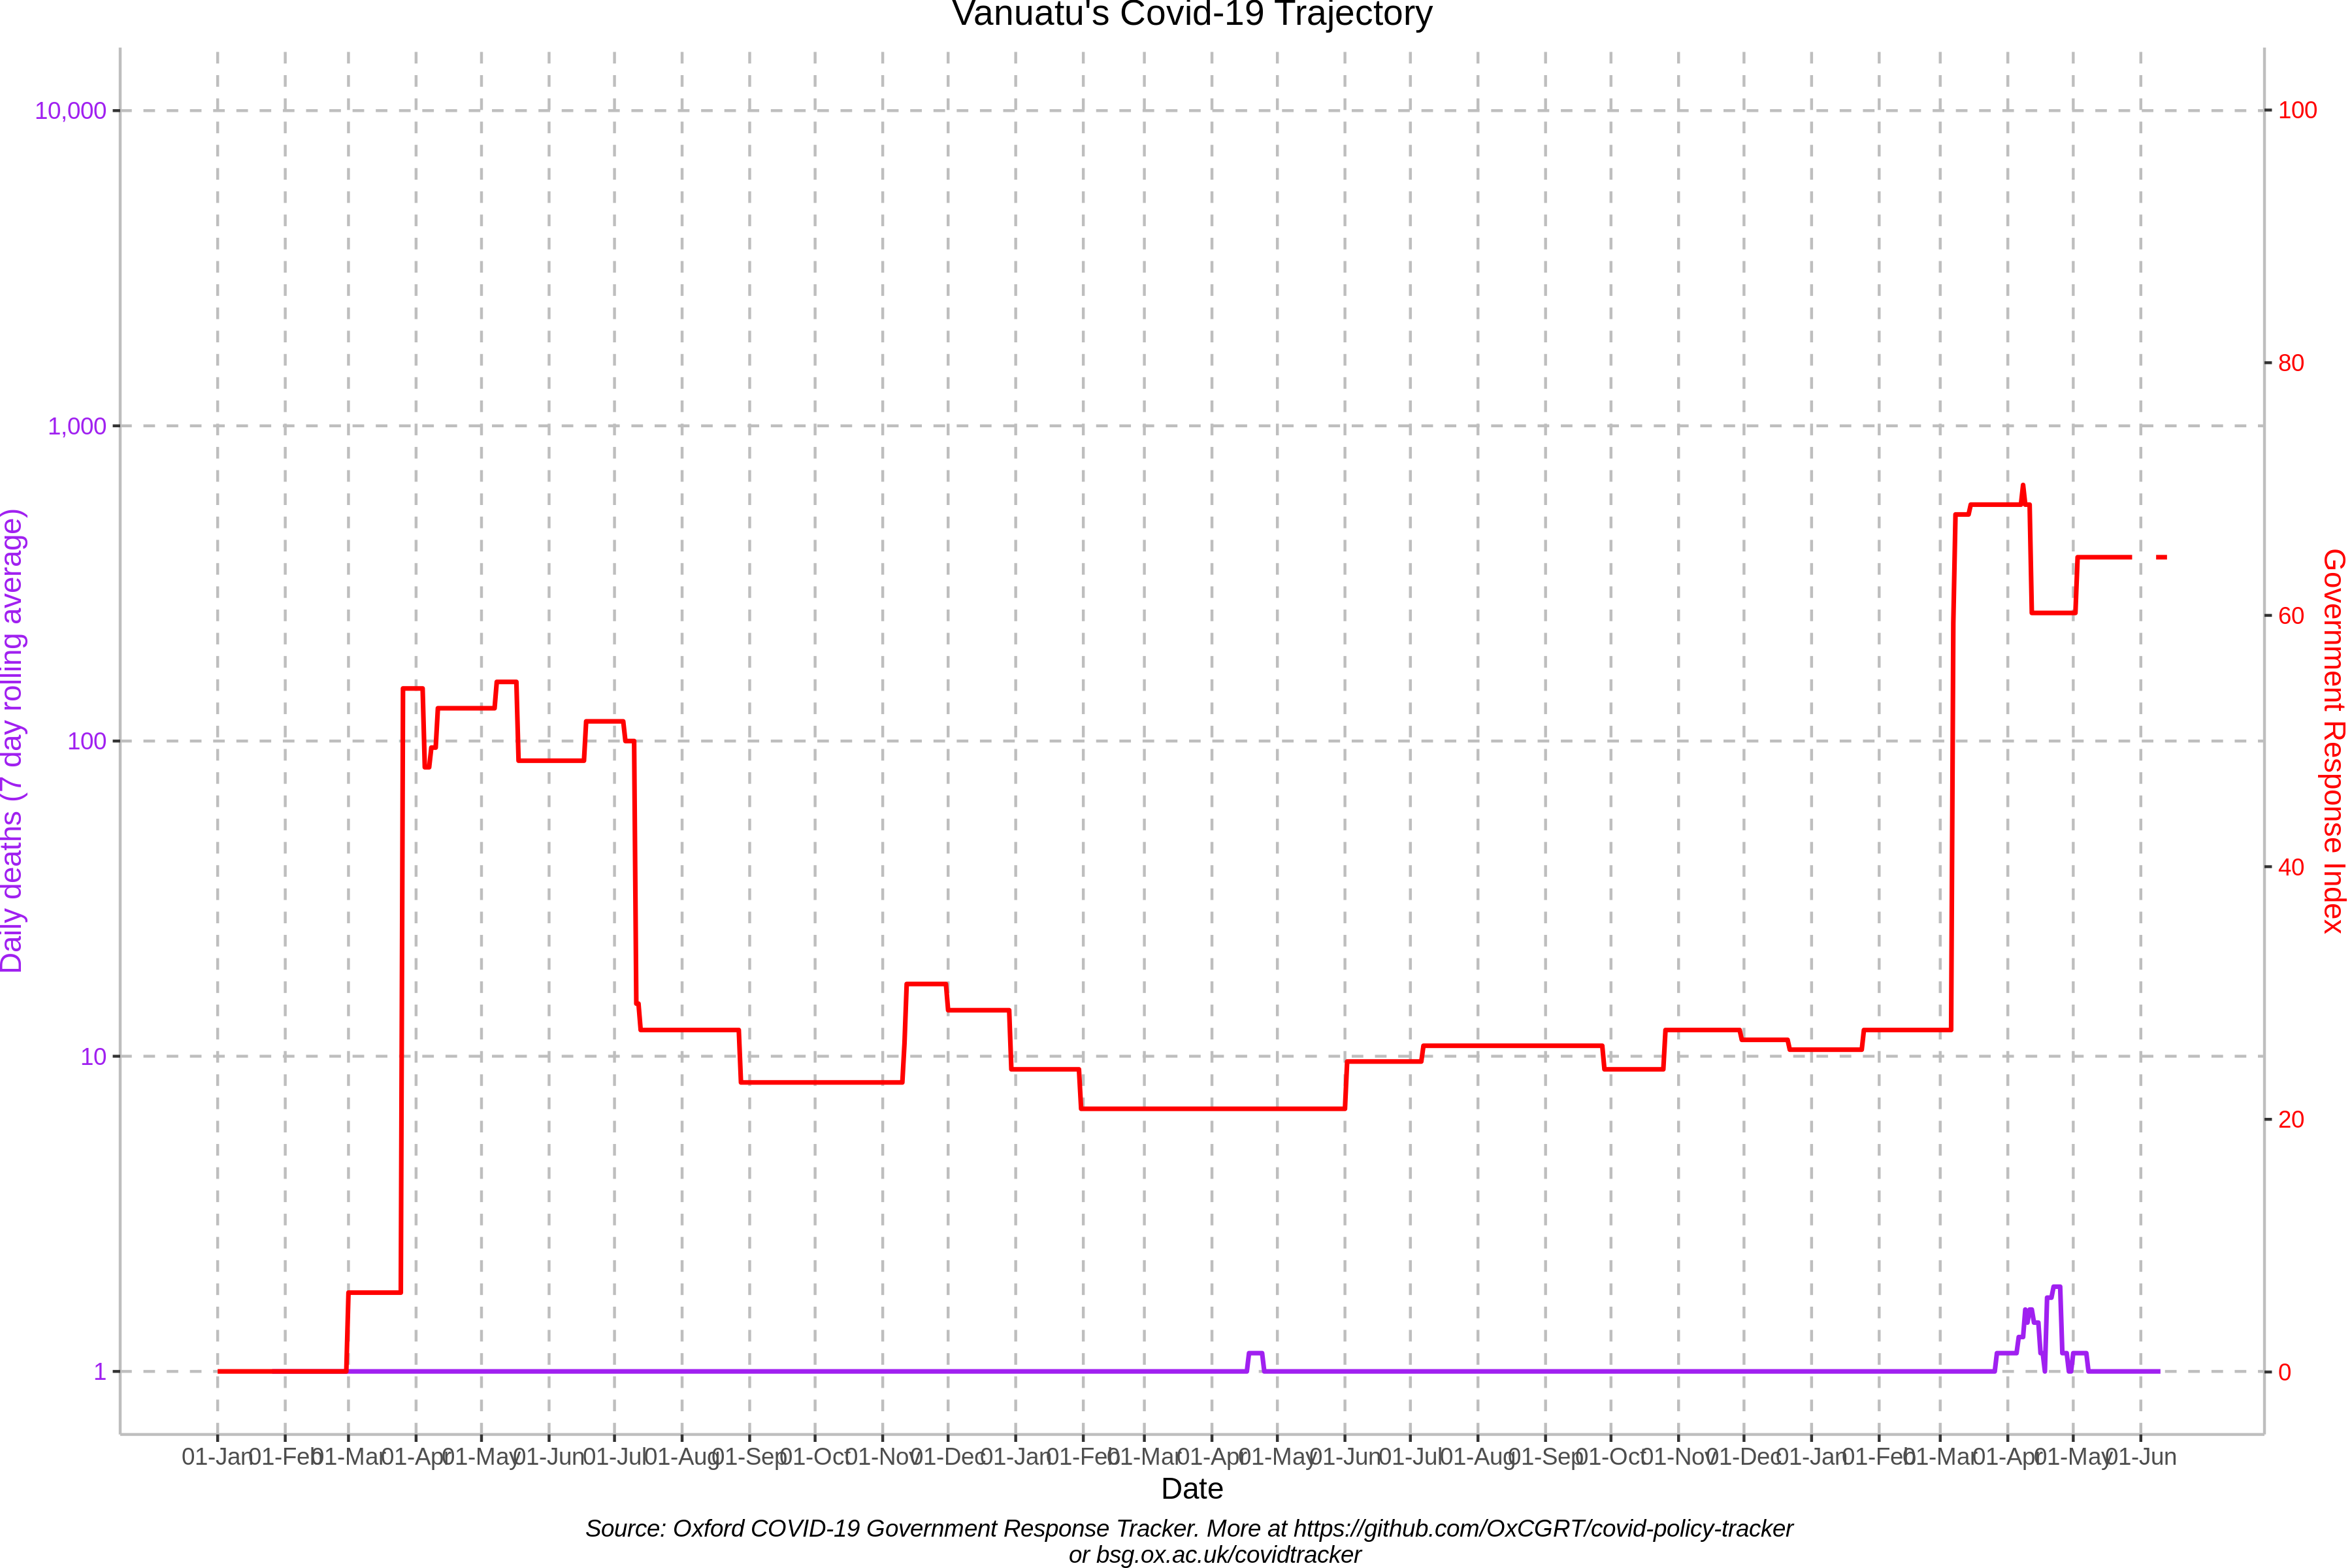 Vanuatu's Covid-19 Trajectory
10,000
1,000
100
10
1
Daily deaths (7 day rolling average)
100
80
60
40
20
0
Government Response Index
01-Jan 01-Feb 01-Mar 01-Apr 01-May 01-Jun 01-Jul 01-Aug 01-Sep 01-Oct 01-Nov 01-Dec 01-Jan 01-Feb 01-Mar 01-Apr 01-May 01-Jun 01-Jul 01-Aug 01-Sep 01-Oct 01-Nov 01-Dec 01-Jan 01-Feb 01-Mar 01-Apr 01-May 01-Jun
Date
Source: Oxford COVID-19 Government Response Tracker. More at https://github.com/OxCGRT/covid-policy-tracker
or bsg.ox.ac.uk/covidtracker